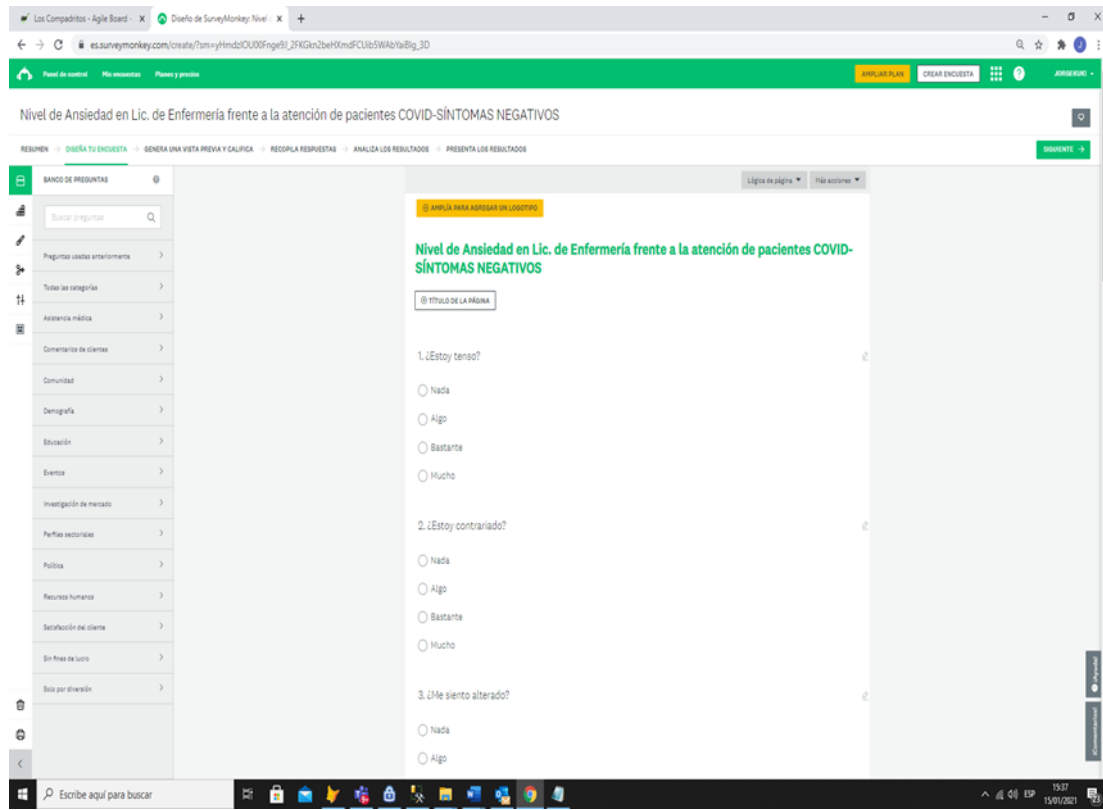 Los Compadritos - Agile Board -
Diseño de SurveyMonkey: Nivel
Panel de control Mis encuestas Planes y precios
AMPLIAR PLAN
CREAR ENCUESTA
Nivel de Ansiedad en Lic. de Enfermería frente a la atención de pacientes COVID-SÍNTOMAS NEGATIVOS
RESUMEN → DISEÑA TU ENCUESTA → GENERA UNA VISTA PREVIA Y CALIFICA → RECOPILA RESPUESTAS → ANALIZA LOS RESULTADOS → PRESENTA LOS RESULTADOS
SIGUIENTE →
BANCO DE PREGUNTAS
Buscar preguntas
Preguntas usadas anteriormente
Todas las categorías
Asistencia médica
Comentarios de clientes
Comunidad
Demografía
Educación
Eventos
Investigación de mercado
Perfiles sectoriales
Política
Recursos humanos
Satisfacción del cliente
Sin fines de lucro
Solo por diversión
Lógica de página
Más acciones
AMPLÍA PARA AGREGAR UN LOGOTIPO
Nivel de Ansiedad en Lic. de Enfermería frente a la atención de pacientes COVID-
SÍNTOMAS NEGATIVOS
TÍTULO DE LA PÁGINA
1. ¿Estoy tenso?
Nada
Algo
Bastante
Mucho
2. ¿Estoy contrariado?
Nada
Algo
Bastante
Mucho
3. ¿Me siento alterado?
Nada
Algo
¡Ayuda!
¡Comentarios!
Escribe aquí para buscar
ESP
15:37
15/01/2021